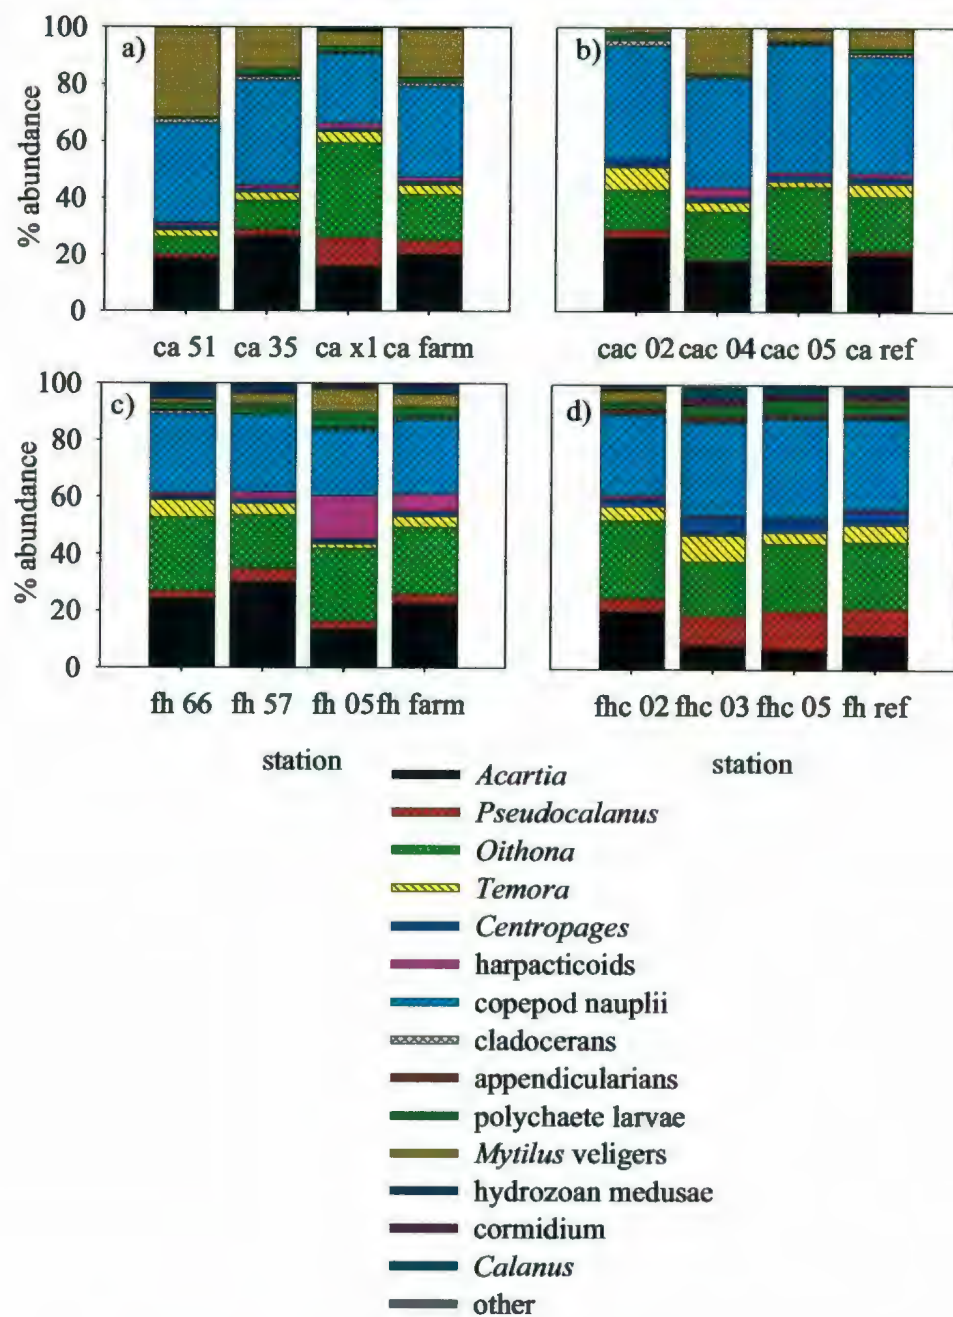 a)
b)
100
80
60
40
20
0
% abundance
ca 51 ca 35 ca x1 ca farm
cac 02 cac 04 cac 05 ca ref
c)
d)
100
80
60
40
20
0
% abundance
fh 66 fh 57 fh 05 fh farm
fhc 02 fhc 03 fhc 05 fh ref
station
station
Acartia
Pseudocalanus
Oithona
Temora
Centropages
harpacticoids
copepod nauplii
cladocerans
appendicularians
polychaete larvae
Mytilus veligers
hydrozoan medusae
cormidium
Calanus
other